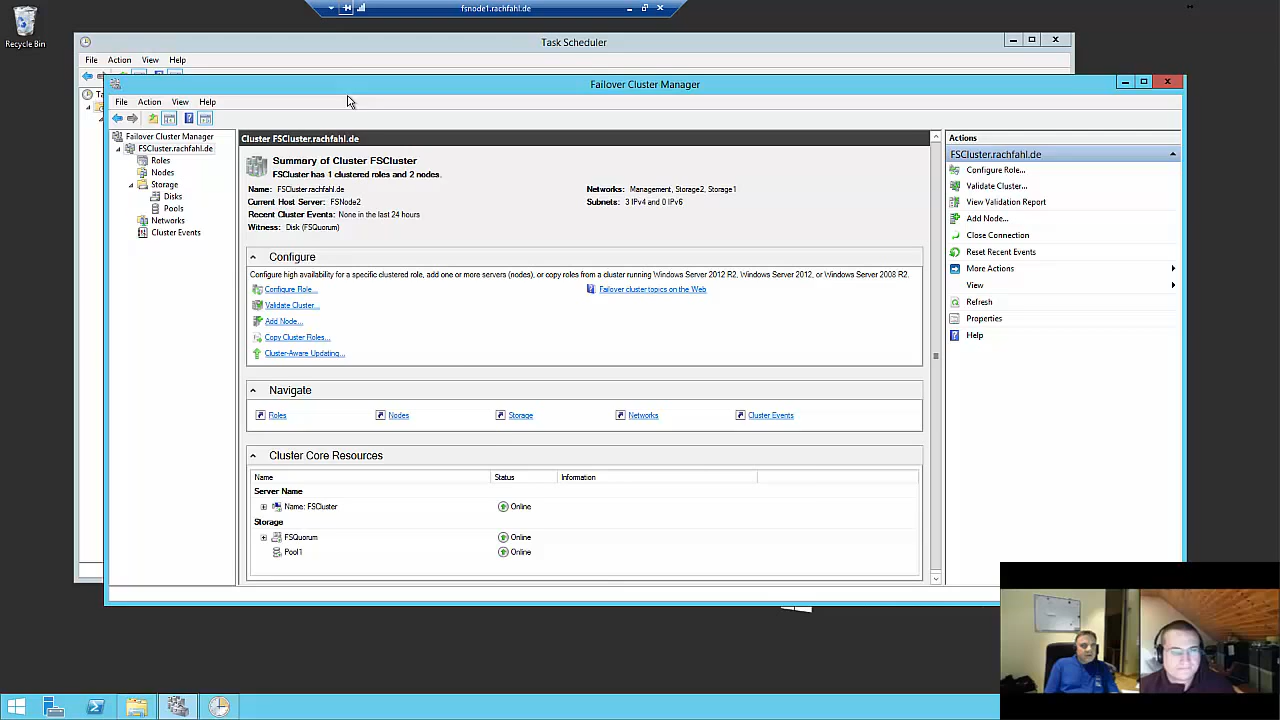 Recycle Bin
fsnode1.rachfahl.de
Task Scheduler
File Action View Help
Failover Cluster Manager
File Action View Help
Failover Cluster Manager
FSCluster.rachfahl.de
Roles
Nodes
Storage
Disks
Pools
Networks
Cluster Events
Cluster FSCluster.rachfahl.de
Summary of Cluster FSCluster
FSCluster has 1 clustered roles and 2 nodes.
Name: FSCluster.rachfahl.de
Networks: Management, Storage2, Storage1
Current Host Server: FSNode2
Subnets: 3 IPv4 and 0 IPv6
Recent Cluster Events: None in the last 24 hours
Witness: Disk (FSQuorum)
Configure
Configure high availability for a specific clustered role, add one or more servers (nodes), or copy roles from a cluster running Windows Server 2012 R2, Windows Server 2012, or Windows Server 2008 R2.
Configure Role...
Failover cluster topics on the Web
Validate Cluster...
Add Node...
Copy Cluster Roles...
Cluster-Aware Updating...
Navigate
Roles Nodes Storage Networks Cluster Events
Cluster Core Resources
Name Status Information
Server Name
Name: FSCluster Online
Storage
FSQuorum Online
Pool1 Online
Actions
FSCluster.rachfahl.de
Configure Role...
Validate Cluster...
View Validation Report
Add Node...
Close Connection
Reset Recent Events
More Actions
View
Refresh
Properties
Help